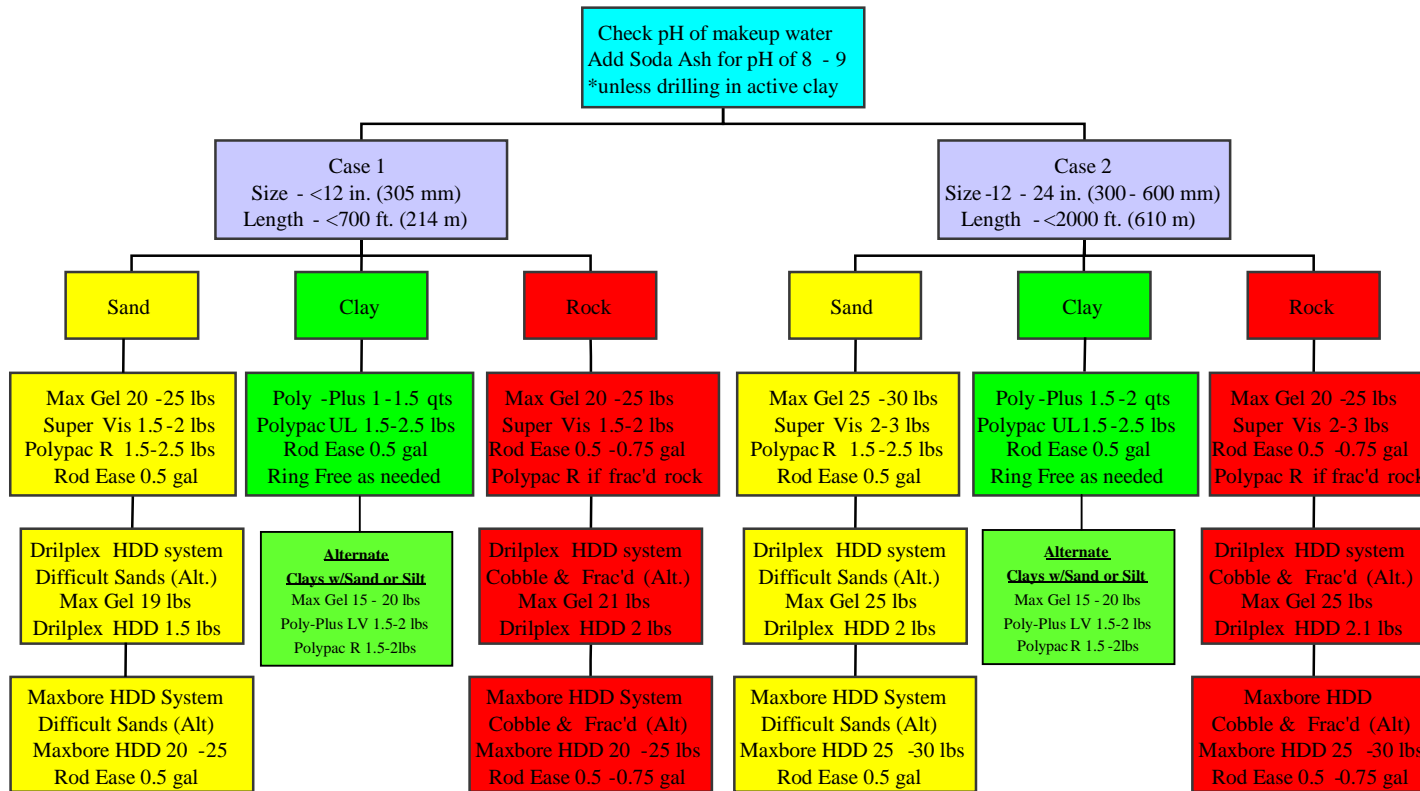 Check pH of makeup water
Add Soda Ash for pH of 8 - 9
*unless drilling in active clay
Case 1
Size - <12 in. (305 mm)
Length - <700 ft. (214 m)
Case 2
Size -12 - 24 in. (300 - 600 mm)
Length - <2000 ft. (610 m)
Sand
Clay
Rock
Sand
Clay
Rock
Max Gel 20 -25 lbs
Super Vis 1.5-2 lbs
Polypac R 1.5-2.5 lbs
Rod Ease 0.5 gal
Poly -Plus 1 -1.5 qts
Polypac UL 1.5-2.5 lbs
Rod Ease 0.5 gal
Ring Free as needed
Max Gel 20 -25 lbs
Super Vis 1.5-2 lbs
Rod Ease 0.5 -0.75 gal
Polypac R if frac'd rock
Max Gel 25 -30 lbs
Super Vis 2-3 lbs
Polypac R 1.5-2.5 lbs
Rod Ease 0.5 gal
Poly -Plus 1.5-2 qts
Polypac UL 1.5-2.5 lbs
Rod Ease 0.5 gal
Ring Free as needed
Max Gel 20 -25 lbs
Super Vis 2-3 lbs
Rod Ease 0.5 -0.75 gal
Polypac R if frac'd rock
Drilplex HDD system
Difficult Sands (Alt.)
Max Gel 19 lbs
Drilplex HDD 1.5 lbs
Alternate
Clays w/Sand or Silt
Max Gel 15 - 20 lbs
Poly-Plus LV 1.5-2 lbs
Polypac R 1.5-2lbs
Drilplex HDD system
Cobble & Frac'd (Alt.)
Max Gel 21 lbs
Drilplex HDD 2 lbs
Drilplex HDD system
Difficult Sands (Alt.)
Max Gel 25 lbs
Drilplex HDD 2 lbs
Alternate
Clays w/Sand or Silt
Max Gel 15 - 20 lbs
Poly-Plus LV 1.5-2 lbs
Polypac R 1.5 -2lbs
Drilplex HDD system
Cobble & Frac'd (Alt.)
Max Gel 25 lbs
Drilplex HDD 2.1 lbs
Maxbore HDD System
Difficult Sands (Alt)
Maxbore HDD 20 -25
Rod Ease 0.5 gal
Maxbore HDD System
Cobble & Frac'd (Alt)
Maxbore HDD 20 -25 lbs
Rod Ease 0.5 -0.75 gal
Maxbore HDD System
Difficult Sands (Alt)
Maxbore HDD 25 -30 lbs
Rod Ease 0.5 gal
Maxbore HDD
Cobble & Frac'd (Alt)
Maxbore HDD 25 -30 lbs
Rod Ease 0.5 -0.75 gal